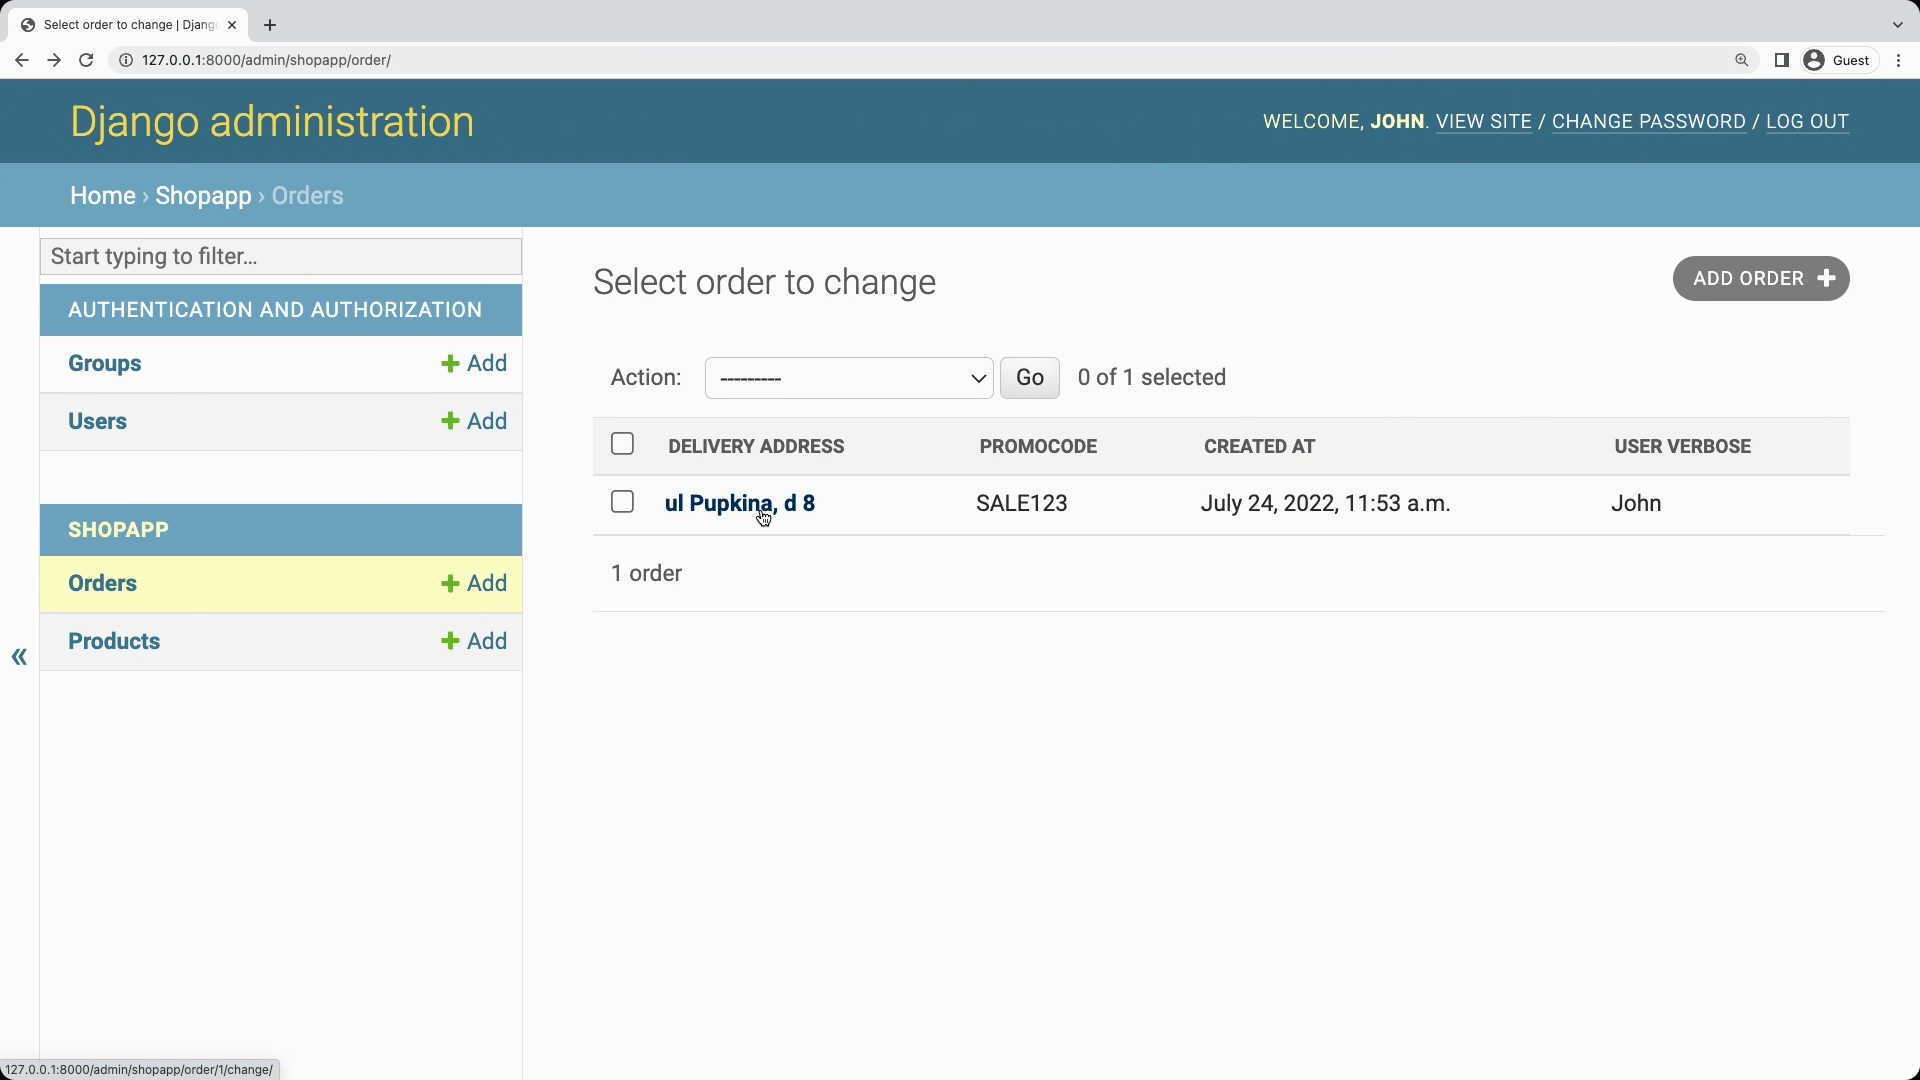 Select order to change | Djang
127.0.0.1:8000/admin/shopapp/order/
Guest
Django administration
WELCOME, JOHN. VIEW SITE / CHANGE PASSWORD / LOG OUT
Home › Shopapp › Orders
Start typing to filter...
AUTHENTICATION AND AUTHORIZATION
Groups
Add
Users
Add
SHOPAPP
Orders
Add
Products
Add
«
Select order to change
ADD ORDER +
Action: --------- Go 0 of 1 selected
DELIVERY ADDRESS PROMOCODE CREATED AT USER VERBOSE
ul Pupkina, d 8 SALE123 July 24, 2022, 11:53 a.m. John
1 order
127.0.0.1:8000/admin/shopapp/order/1/change/